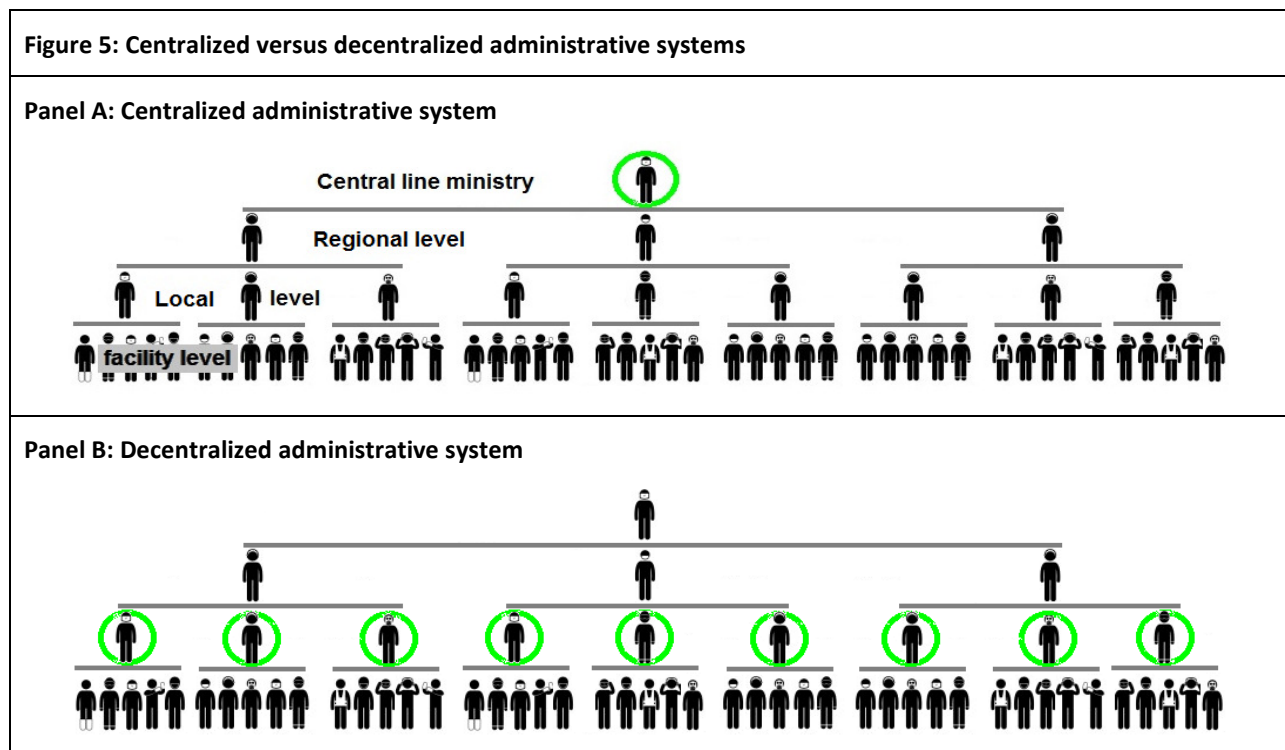 Figure 5: Centralized versus decentralized administrative systems
Panel A: Centralized administrative system
Central line ministry
Regional level
Local level
facility level
Panel B: Decentralized administrative system